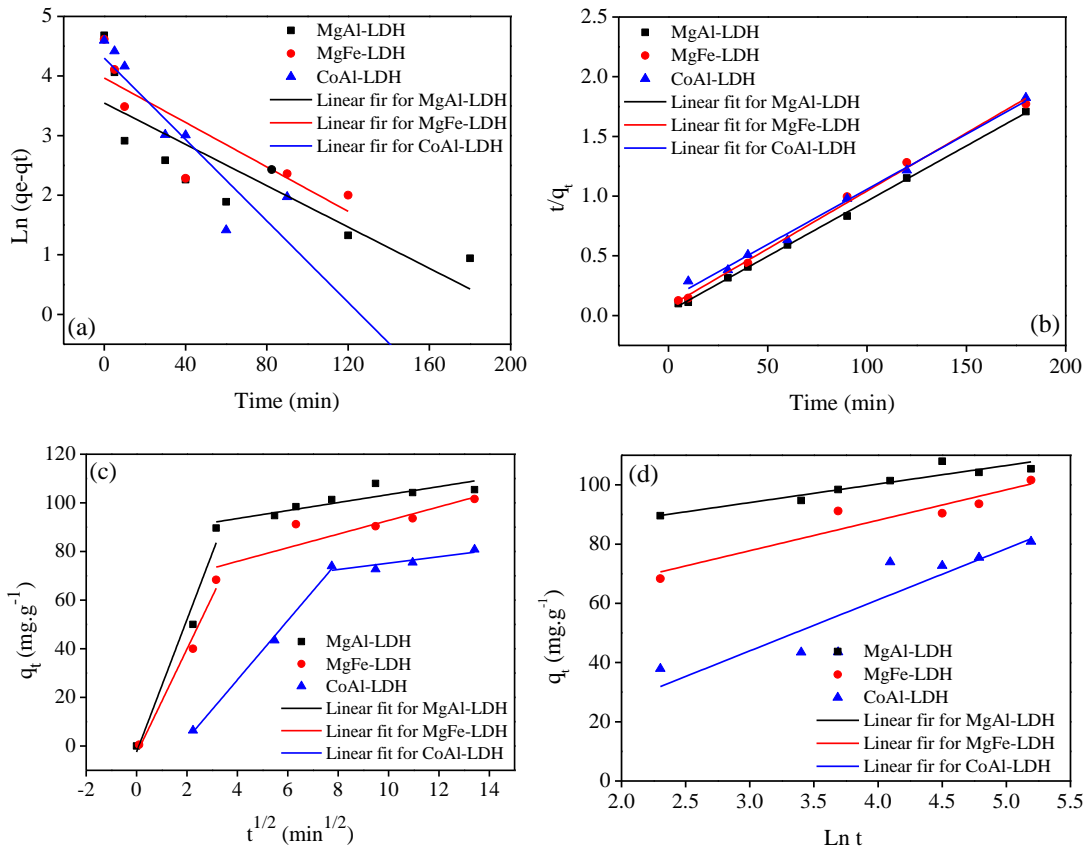 5
4
3
2
1
0
Ln (qe-qt)
MgAl-LDH
MgFe-LDH
CoAl-LDH
Linear fir for MgAl-LDH
Linear fir for MgFe-LDH
Linear fir for CoAl-LDH
(a)
0 40 80 120 160 200
Time (min)
2.5
2.0
1.5
1.0
0.5
0.0
t/qt
MgAl-LDH
MgFe-LDH
CoAl-LDH
Linear fit for MgAl-LDH
Linear fit for MgFe-LDH
Linear fit for CoAl-LDH
(b)
0 50 100 150 200
Time (min)
(c)
120
100
80
60
40
20
0
qt (mg.g-1)
MgAl-LDH
MgFe-LDH
CoAl-LDH
Linear fit for MgAl-LDH
Linear fit for MgFe-LDH
Linear fit for CoAl-LDH
-2 0 2 4 6 8 10 12 14
t1/2 (min1/2)
(d)
100
80
60
40
20
0
qt (mg.g-1)
MgAl-LDH
MgFe-LDH
CoAl-LDH
Linear fir for MgAl-LDH
Linear fir for MgFe-LDH
Linear fir for CoAl-LDH
2.0 2.5 3.0 3.5 4.0 4.5 5.0 5.5
Ln t